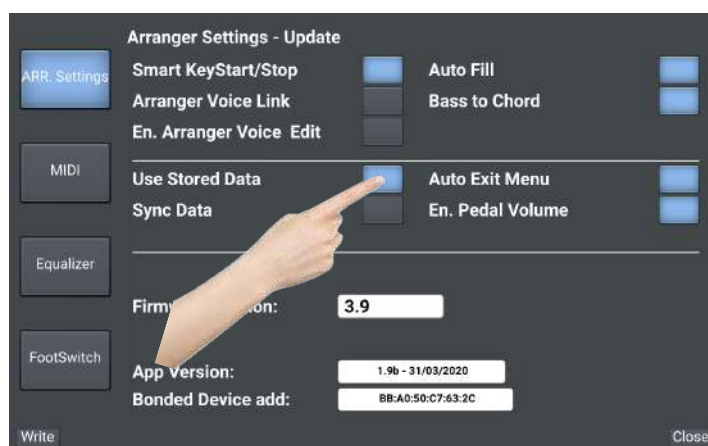 Arranger Settings - Update
ARR. Settings
Smart KeyStart/Stop
Auto Fill
Arranger Voice Link
Bass to Chord
En. Arranger Voice Edit
MIDI
Use Stored Data
Auto Exit Menu
Sync Data
En. Pedal Volume
Equalizer
on:
3.9
FootSwitch
App Version:
1.9b - 31/03/2020
Bonded Device add:
BB:A0:50:C7:63:2C
Write
Close